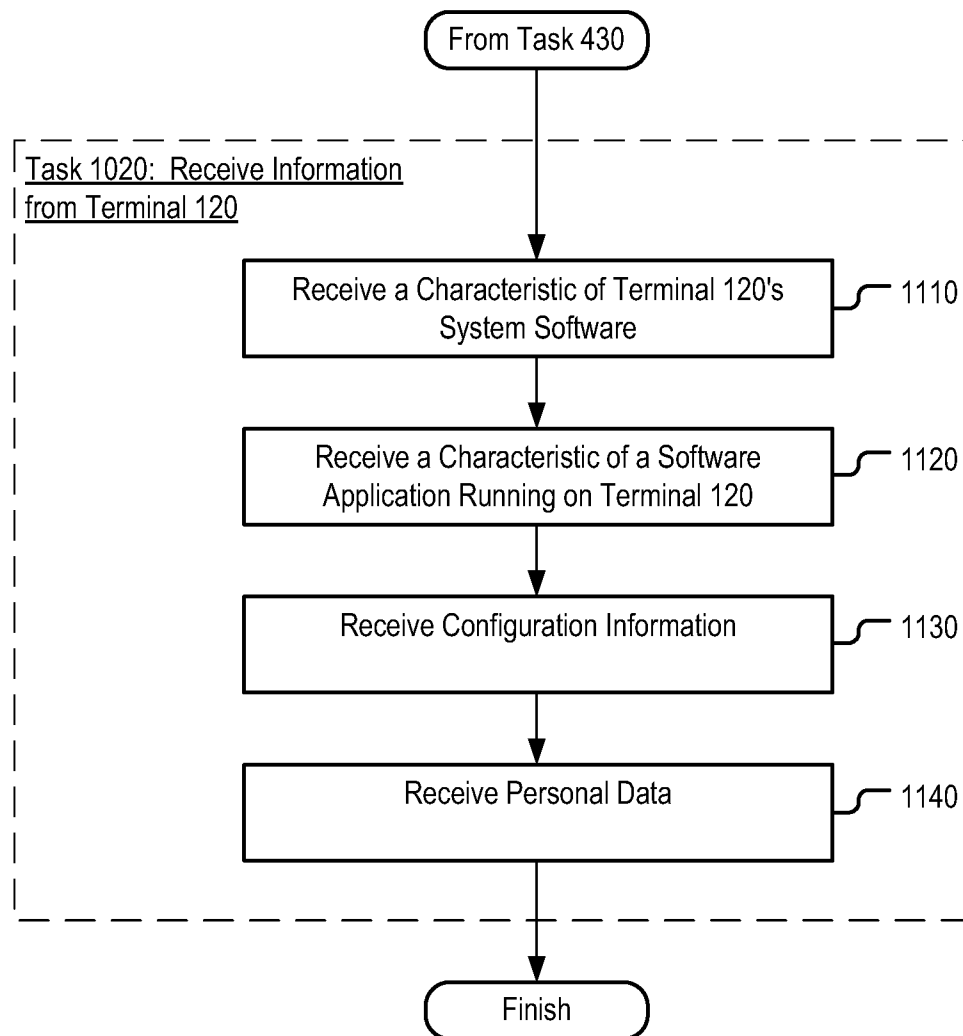 From Task 430
Task 1020: Receive Information
from Terminal 120
Receive a Characteristic of Terminal 120's
System Software
1110
Receive a Characteristic of a Software
Application Running on Terminal 120
1120
Receive Configuration Information
1130
Receive Personal Data
1140
Finish